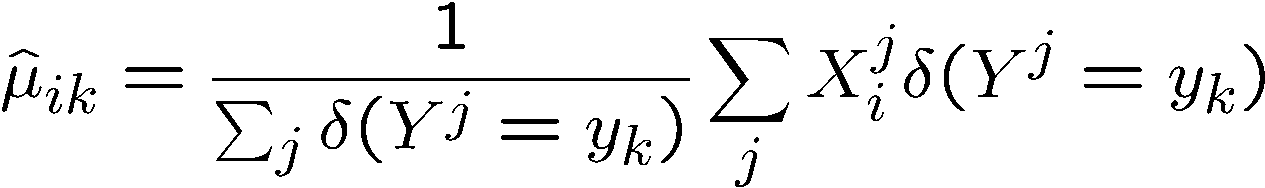 $\hat{\mu}_{ik} = \frac{1}{\sum_j \delta(Y^j = y_k)} \sum_j X_i^j \delta(Y^j = y_k)$